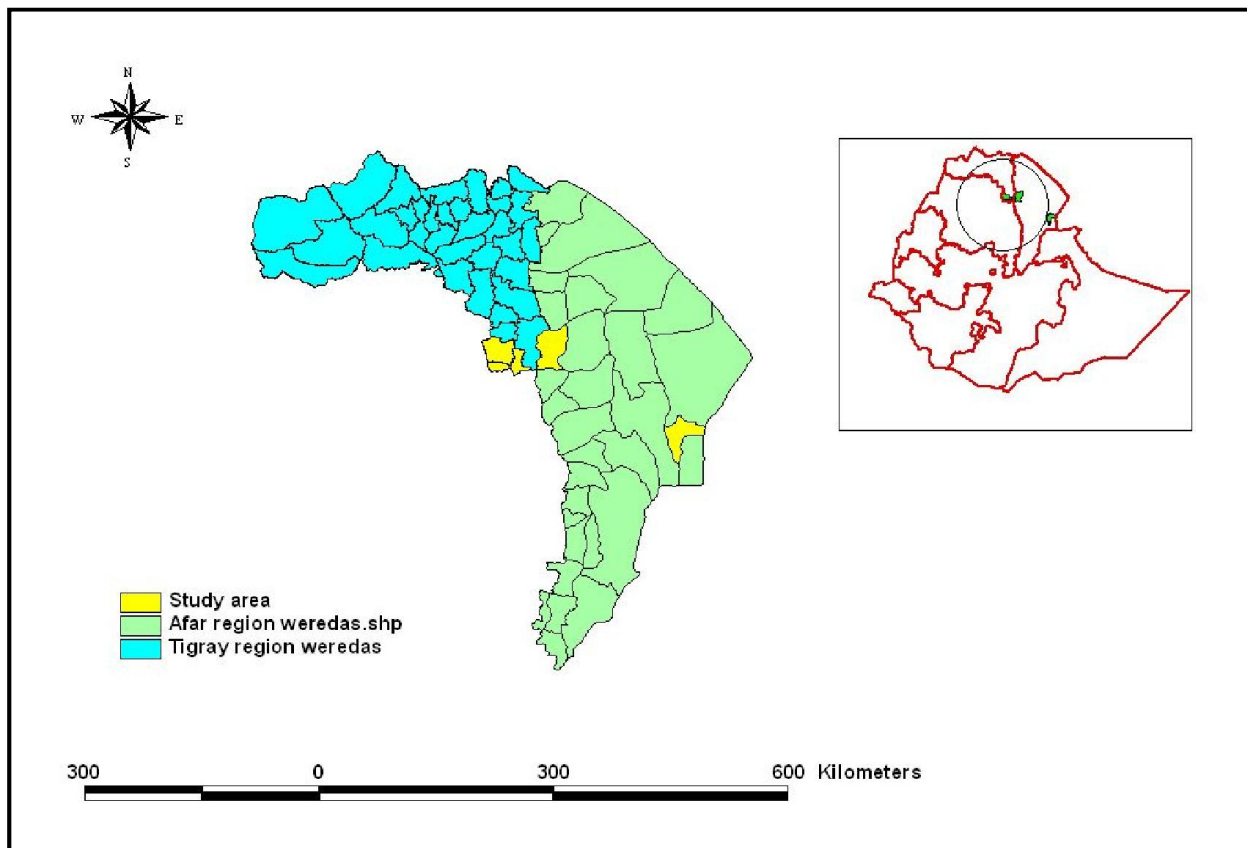 N
W E
S
Study area
Afar region weredas.shp
Tigray region weredas
300 0 300 600 Kilometers